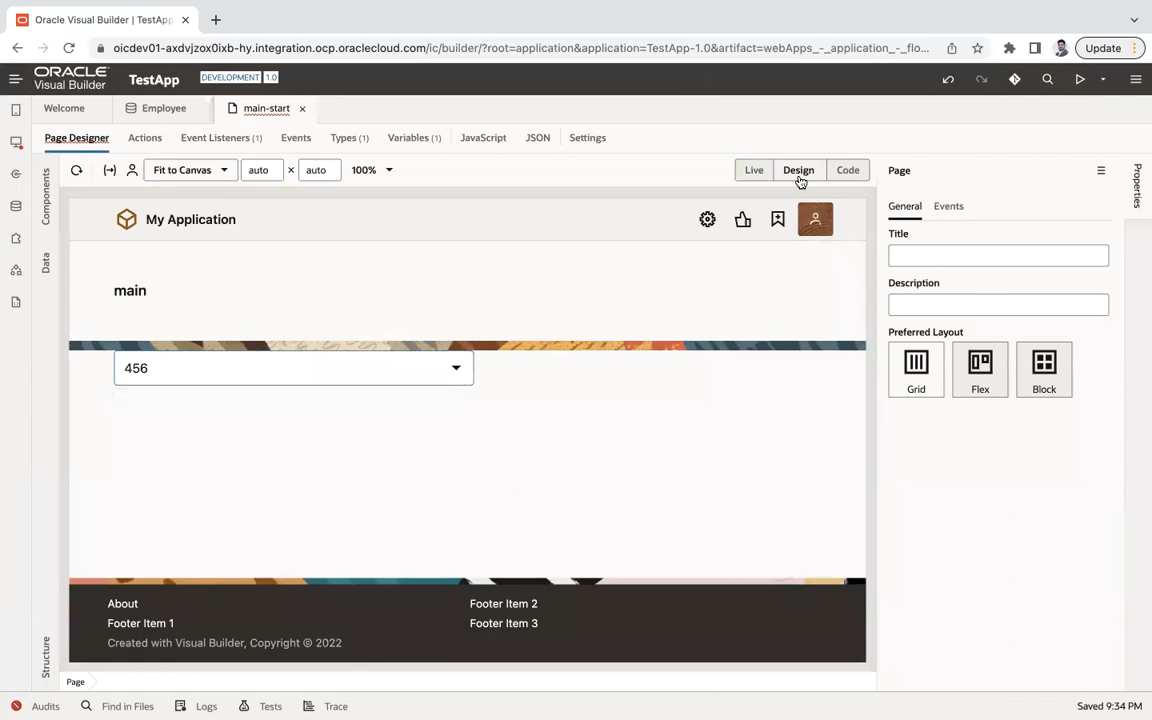 Oracle Visual Builder | TestApp
oicdev01-axdvjzox0ixb-hy.integration.ocp.oraclecloud.com/ic/builder/?root=application&application=TestApp-1.0&artifact=webApps_-_application_-_flo...
Update
ORACLE
Visual Builder
TestApp
DEVELOPMENT 1.0
Welcome
Employee
main-start
Page Designer
Actions
Event Listeners (1)
Events
Types (1)
Variables (1)
JavaScript
JSON
Settings
Fit to Canvas
auto
×
auto
100%
Live
Design
Code
Page
Properties
Components
Data
Structure
General
Events
Title
Description
Preferred Layout
Grid
Flex
Block
My Application
main
456
About
Footer Item 2
Footer Item 1
Footer Item 3
Created with Visual Builder, Copyright © 2022
Page
Audits
Find in Files
Logs
Tests
Trace
Saved 9:34 PM